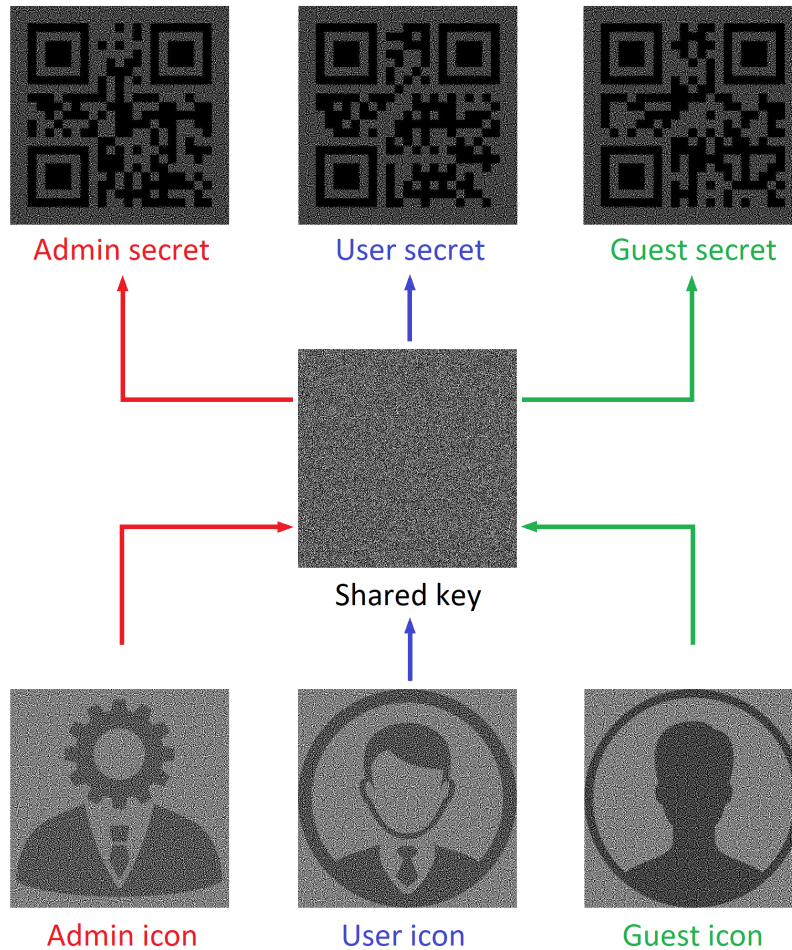 Admin secret
User secret
Guest secret
Shared key
Admin icon
User icon
Guest icon